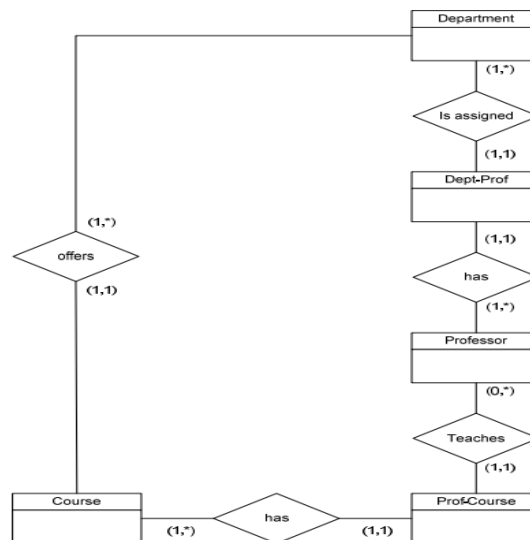 Department
(1,*)
Is assigned
(1,1)
Dept-Prof
(1,*)
(1,1)
offers
has
(1,1)
(1,*)
Professor
(0,*)
Teaches
(1,1)
Course
Prof-Course
has
(1,*)
(1,1)